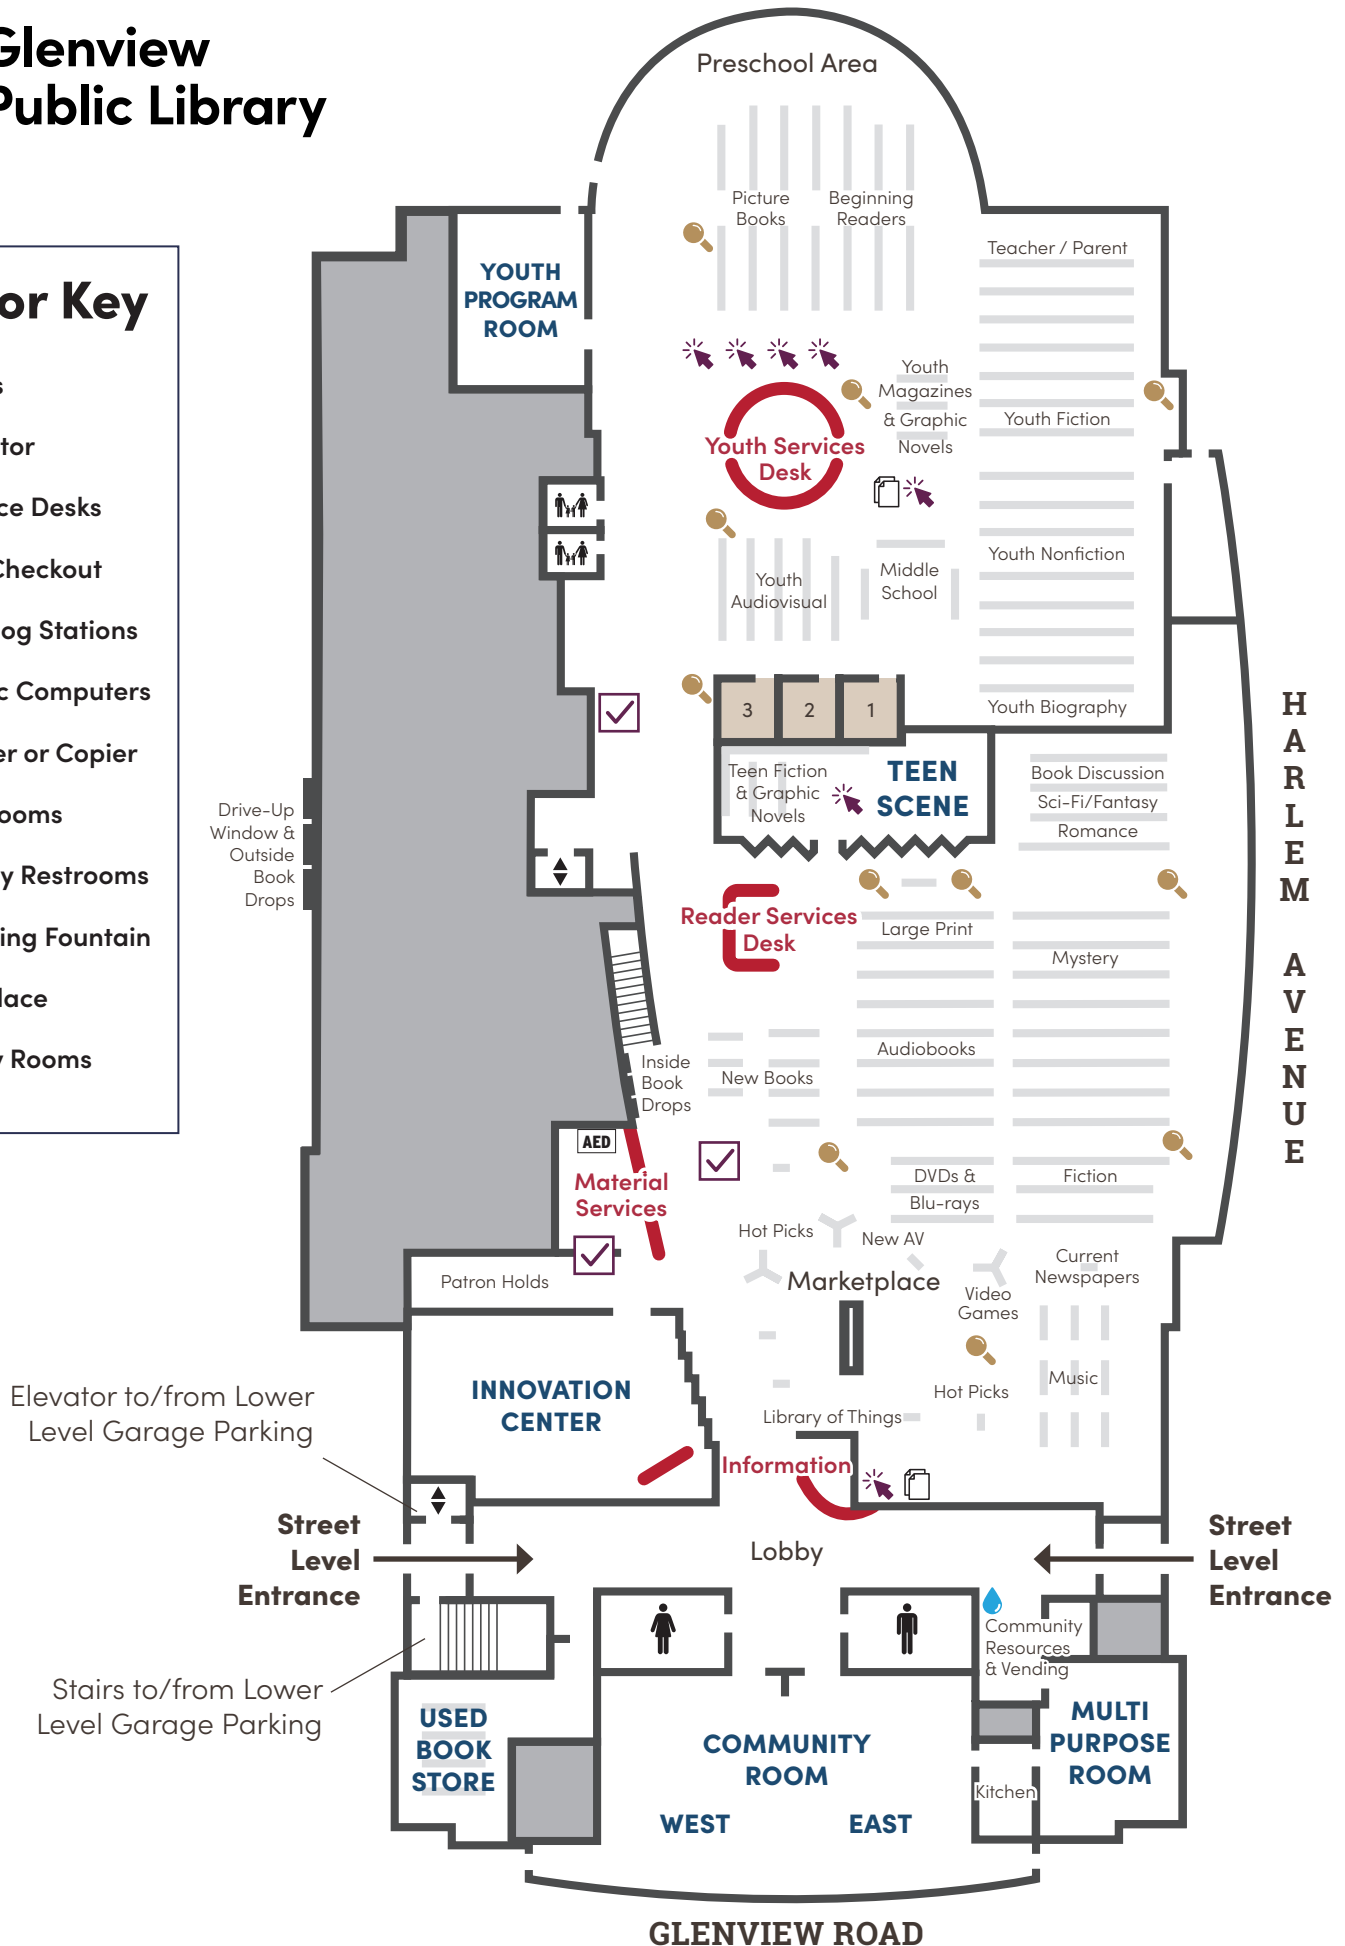 Glenview
Public Library
or Key
s
tor
ce Desks
Checkout
og Stations
c Computers
er or Copier
ooms
y Restrooms
ing Fountain
lace
y Rooms
Preschool Area
Picture
Books
Beginning
Readers
YOUTH
PROGRAM
ROOM
Teacher / Parent
Youth
Magazines
& Graphic
Novels
Youth Fiction
Youth Services
Desk
Youth Nonfiction
Youth
Audiovisual
Middle
School
3
2
1
Youth Biography
Teen Fiction
& Graphic
Novels
TEEN
SCENE
Book Discussion
Sci-Fi/Fantasy
Romance
Drive-Up
Window &
Outside
Book
Drops
Reader Services
Desk
Large Print
Mystery
Audiobooks
Inside
Book
Drops
New Books
AED
Material
Services
DVDs &
Blu-rays
Fiction
Hot Picks
New AV
Marketplace
Current
Newspapers
Video
Games
Patron Holds
INNOVATION
CENTER
Hot Picks
Music
Library of Things
Information
Elevator to/from Lower
Level Garage Parking
Street
Level
Entrance
Lobby
Street
Level
Entrance
Community
Resources
& Vending
Stairs to/from Lower
Level Garage Parking
USED
BOOK
STORE
COMMUNITY
ROOM
WEST
EAST
Kitchen
MULTI
PURPOSE
ROOM
HARLEM AVENUE
GLENVIEW ROAD